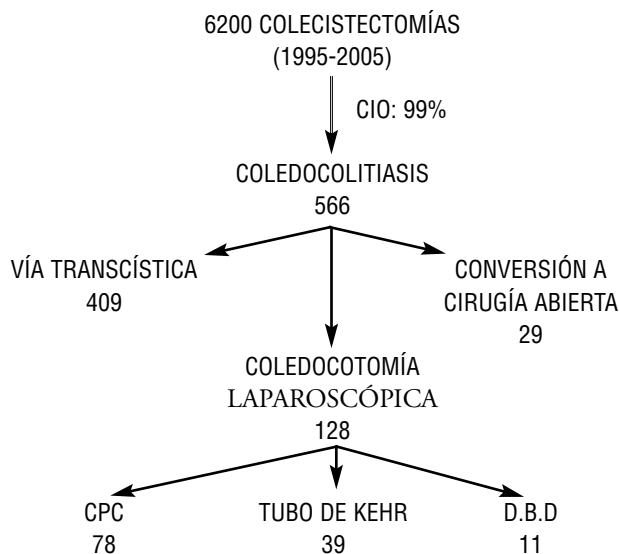 6200 COLECISTECTOMÍAS
(1995-2005)
CIO: 99%
COLEDOCOLITIASIS
566
VÍA TRANSCÍSTICA
409
CONVERSIÓN A
CIRUGÍA ABIERTA
29
COLEDOCOTOMÍA
LAPAROSCÓPICA
128
CPC
78
TUBO DE KEHR
39
D.B.D
11